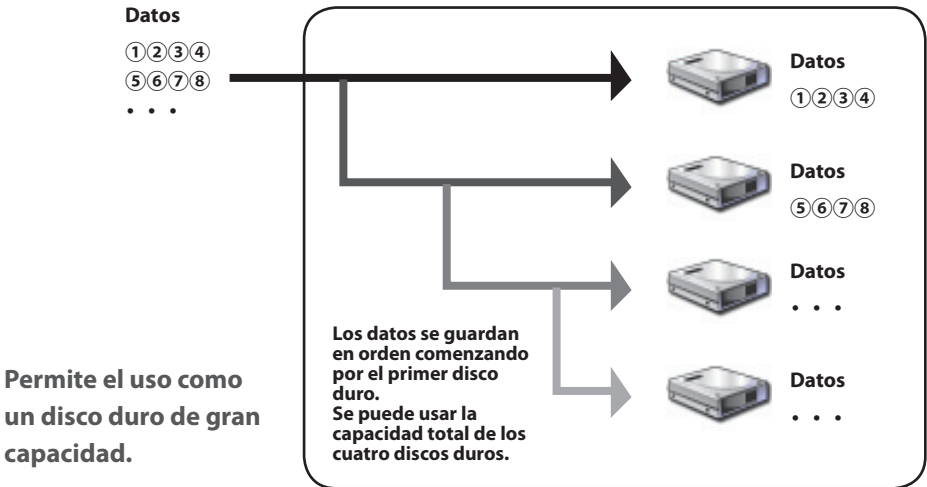 Datos
①②③④
⑤⑥⑦⑧
• • •
Datos
①②③④
Datos
⑤⑥⑦⑧
Datos
• • •
Datos
• • •
Los datos se guardan
en orden comenzando
por el primer disco
duro.
Se puede usar la
capacidad total de los
cuatro discos duros.
Permite el uso como
un disco duro de gran
capacidad.